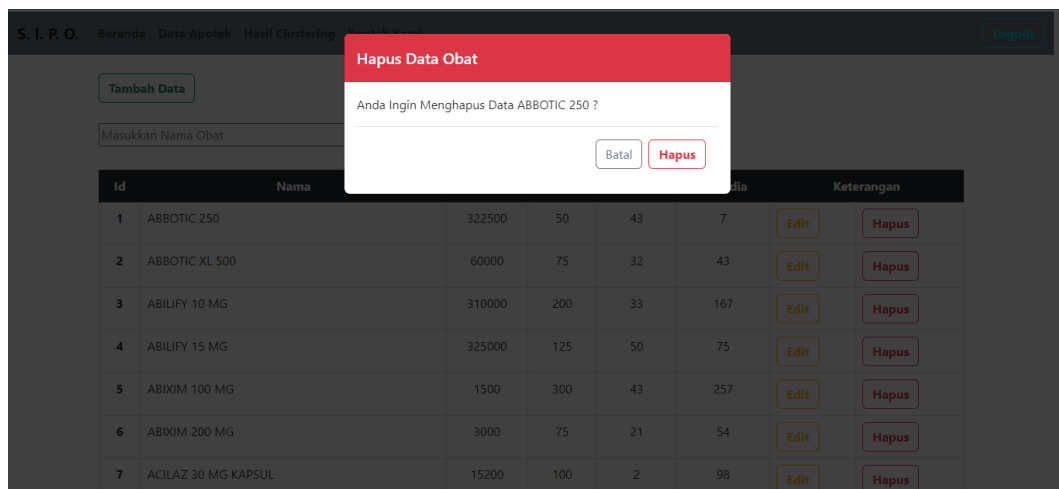 S. I. P. O. Beranda Data Apotek Hasil Clustering Kontak Kami Logout
Hapus Data Obat
Tambah Data
Anda Ingin Menghapus Data ABBOTIC 250 ?
Masukkan Nama Obat
Batal Hapus
Id Nama dia Keterangan
1 ABBOTIC 250 322500 50 43 7 Edit Hapus
2 ABBOTIC XL 500 60000 75 32 43 Edit Hapus
3 ABILIFY 10 MG 310000 200 33 167 Edit Hapus
4 ABILIFY 15 MG 325000 125 50 75 Edit Hapus
5 ABIXIM 100 MG 1500 300 43 257 Edit Hapus
6 ABIXIM 200 MG 3000 75 21 54 Edit Hapus
7 ACILAZ 30 MG KAPSUL 15200 100 2 98 Edit Hapus